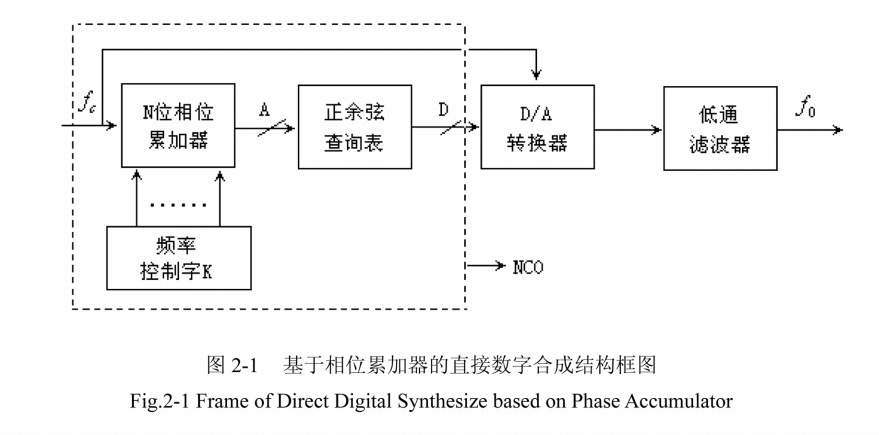 f_c
N位相位
累加器
A
正余弦
查询表
D
D/A
转换器
低通
滤波器
f_0
......
频率
控制字K
NCO
图 2-1 基于相位累加器的直接数字合成结构框图
Fig.2-1 Frame of Direct Digital Synthesize based on Phase Accumulator